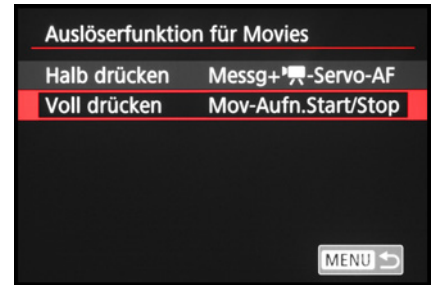 Auslöserfunktion für Movies
Halb drücken Messg+-Servo-AF
Voll drücken Mov-Aufn.Start/Stop
MENU